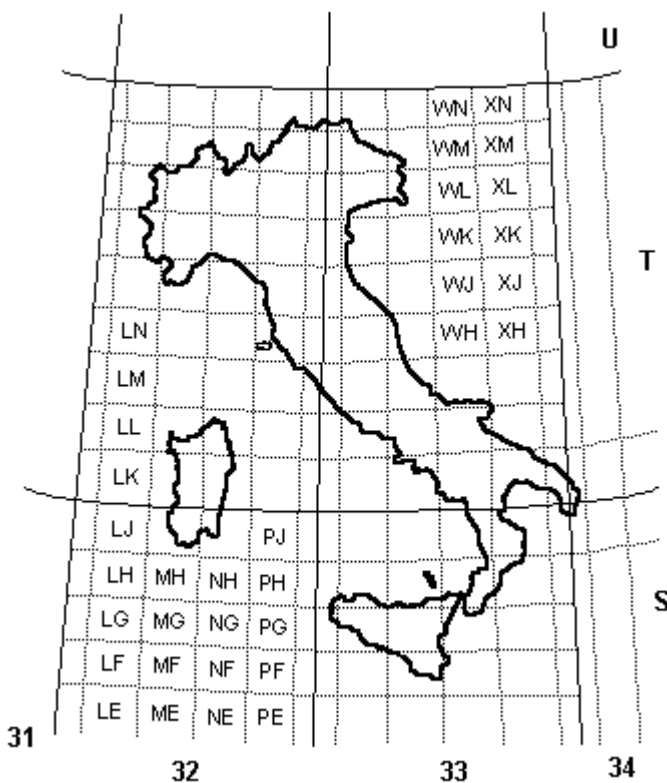 U
WN XN
WM XM
WL XL
WK XK
T
WJ XJ
LN WH XH
LM
LL
LK
LJ PJ
LH MH NH PH
S
LG MG NG PG
LF MF NF PF
LE ME NE PE
31
32 33 34